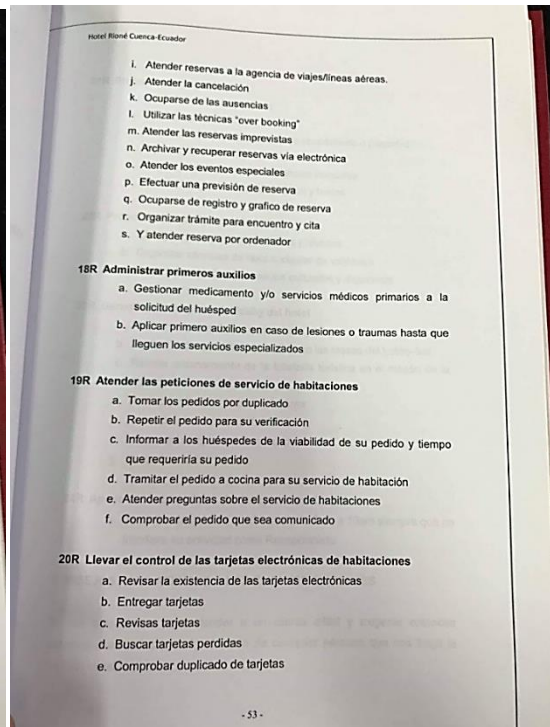 Hotel Rioné Cuenca-Ecuador
i. Atender reservas a la agencia de viajes/líneas aéreas.
j. Atender la cancelación
k. Ocuparse de las ausencias
l. Utilizar las técnicas "over booking"
m. Atender las reservas imprevistas
n. Archivar y recuperar reservas vía electrónica
o. Atender los eventos especiales
p. Efectuar una previsión de reserva
q. Ocuparse de registro y grafico de reserva
r. Organizar trámite para encuentro y cita
s. Y atender reserva por ordenador
18R Administrar primeros auxilios
a. Gestionar medicamento y/o servicios médicos primarios a la
solicitud del huésped
b. Aplicar primero auxilios en caso de lesiones o traumas hasta que
lleguen los servicios especializados
19R Atender las peticiones de servicio de habitaciones
a. Tomar los pedidos por duplicado
b. Repetir el pedido para su verificación
c. Informar a los huéspedes de la viabilidad de su pedido y tiempo
que requeriría su pedido
d. Tramitar el pedido a cocina para su servicio de habitación
e. Atender preguntas sobre el servicio de habitaciones
f. Comprobar el pedido que sea comunicado
20R Llevar el control de las tarjetas electrónicas de habitaciones
a. Revisar la existencia de las tarjetas electrónicas
b. Entregar tarjetas
c. Revisas tarjetas
d. Buscar tarjetas perdidas
e. Comprobar duplicado de tarjetas
- 53 -